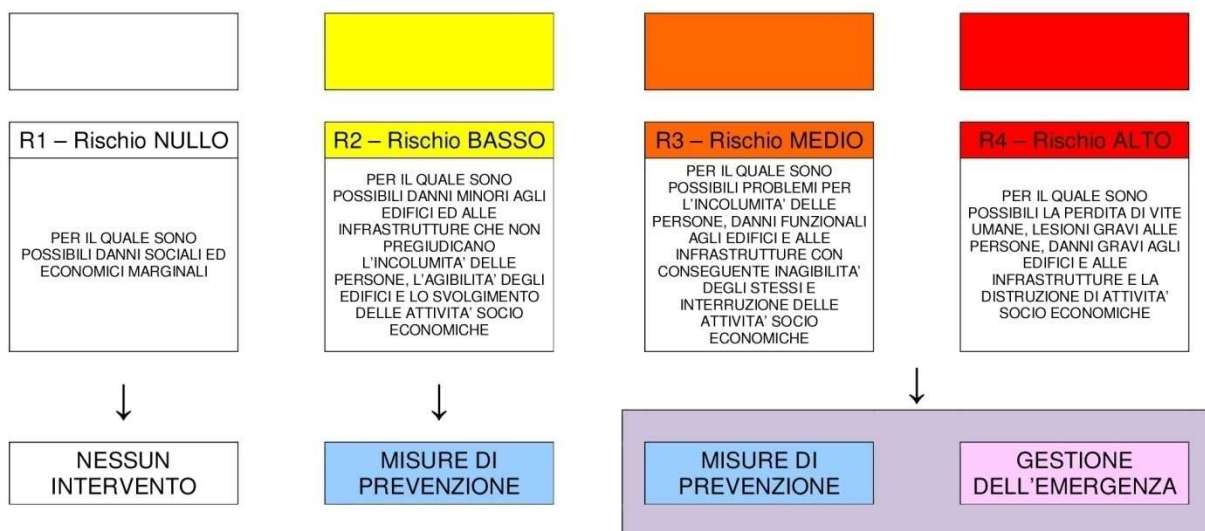 R1 – Rischio NULLO
PER IL QUALE SONO
POSSIBILI DANNI SOCIALI ED
ECONOMICI MARGINALI
NESSUN
INTERVENTO
R2 – Rischio BASSO
PER IL QUALE SONO
POSSIBILI DANNI MINORI AGLI
EDIFICI ED ALLE
INFRASTRUTTURE CHE NON
PREGIUDICANO
L'INCOLUMITA' DELLE
PERSONE, L'AGIBILITA' DEGLI
EDIFICI E LO SVOLGIMENTO
DELLE ATTIVITA' SOCIO
ECONOMICHE
MISURE DI
PREVENZIONE
R3 – Rischio MEDIO
PER IL QUALE SONO
POSSIBILI PROBLEMI PER
L'INCOLUMITA' DELLE
PERSONE, DANNI FUNZIONALI
AGLI EDIFICI E ALLE
INFRASTRUTTURE CON
CONSEGUENTE INAGIBILITA'
DEGLI STESSI E
INTERRUZIONE DELLE
ATTIVITA' SOCIO
ECONOMICHE
MISURE DI
PREVENZIONE
R4 – Rischio ALTO
PER IL QUALE SONO
POSSIBILI LA PERDITA DI VITE
UMANE, LESIONI GRAVI ALLE
PERSONE, DANNI GRAVI AGLI
EDIFICI E ALLE
INFRASTRUTTURE E LA
DISTRUZIONE DI ATTIVITA'
SOCIO ECONOMICHE
GESTIONE
DELL'EMERGENZA